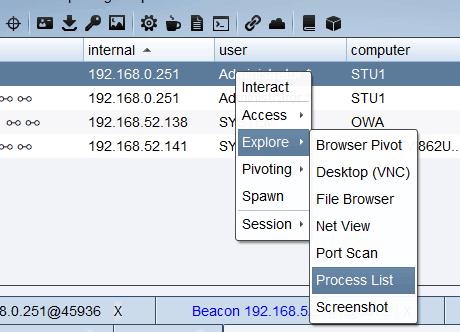 internal user computer
192.168.0.251 STU1
Interact
192.168.0.251 STU1
Access
192.168.52.138 SY OWA
Explore Browser Pivot
192.168.52.141 SY 862U...
Pivoting Desktop (VNC)
Spawn File Browser
Session Net View
Port Scan
Process List
Screenshot
8.0.251@45936 X Beacon 192.168.5 X